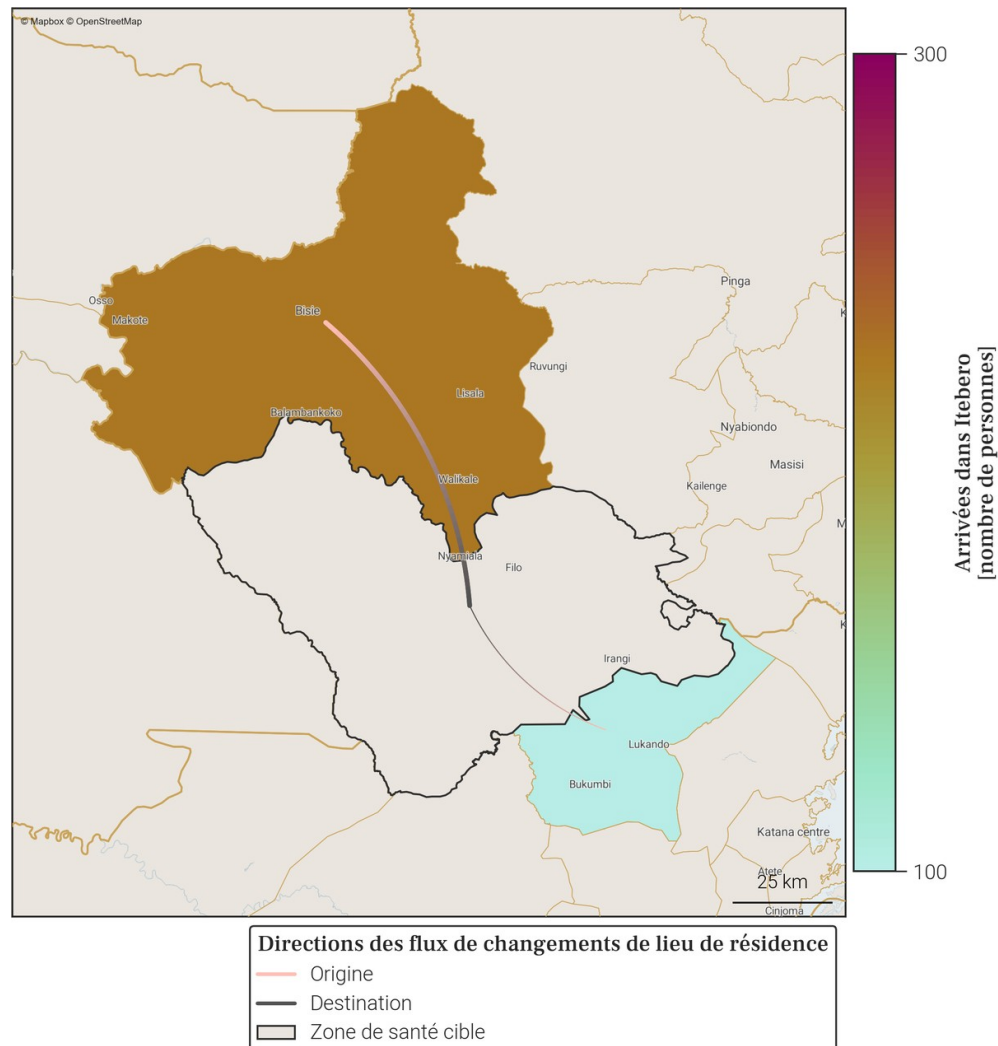 © Mapbox © OpenStreetMap
300
Pinga
Osso
Bisie
Makote
Ruvungi
Lisala
Balambankoko
Nyabiondo
Masisi
Walikale
Kailenge
Nyamiala
Filo
Irangi
Lukando
Bukumbi
Katana centre
Atete
25 km
Cinjoma
100
Arrivées dans Itebero
[nombre de personnes]
Directions des flux de changements de lieu de résidence
Origine
Destination
Zone de santé cible